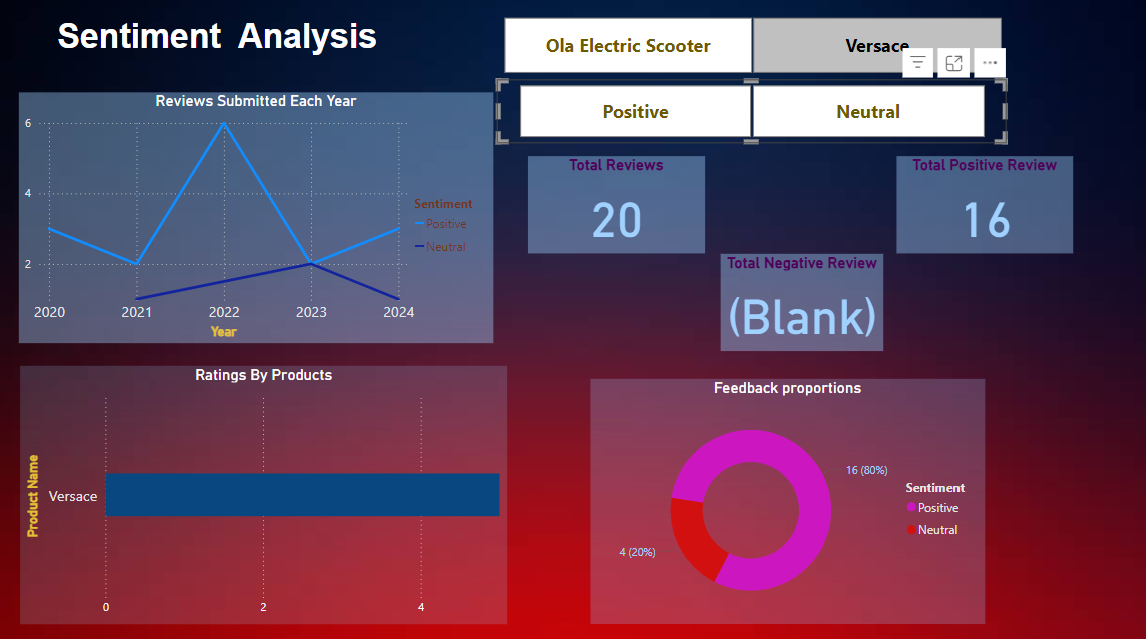 Sentiment Analysis
Ola Electric Scooter
Versace
Positive
Neutral
Reviews Submitted Each Year
6
4
2
2020
2021
2022
2023
2024
Year
Sentiment
Positive
Neutral
Total Reviews
20
Total Positive Review
16
Total Negative Review
(Blank)
Ratings By Products
Product Name
Versace
0
2
4
Feedback proportions
16 (80%)
4 (20%)
Sentiment
Positive
Neutral